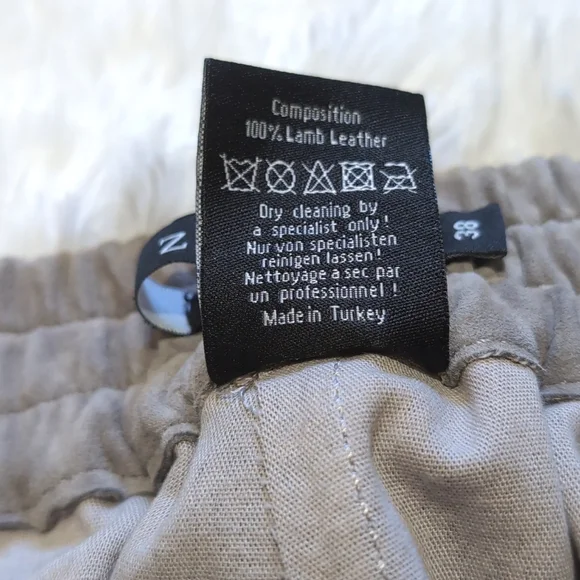 Composition
100% Lamb Leather
Dry cleaning by
a specialist only!
Nur von specialisten
reinigen lassen!
Nettoyage a sec par
un professionnel!
Made in Turkey
N
38